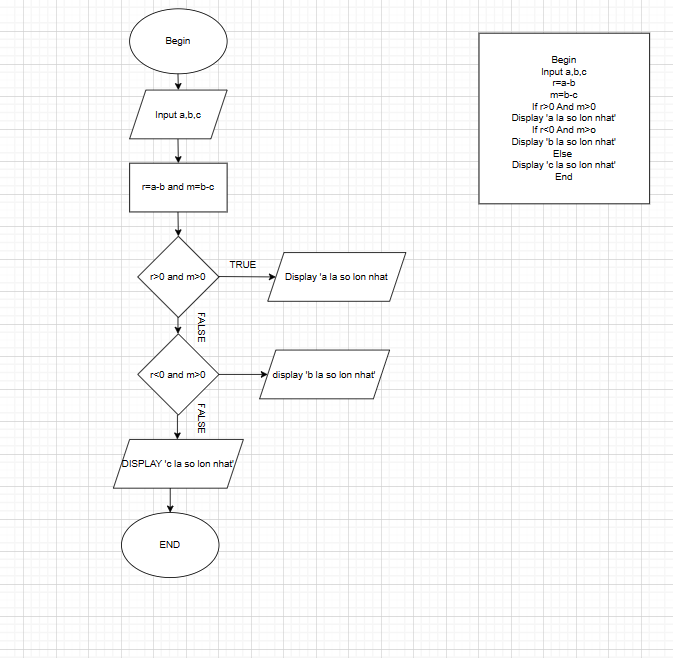 Begin
Input a,b,c
r=a-b and m=b-c
r>0 and m>0
TRUE
Display 'a la so lon nhat
FALSE
r<0 and m>0
display 'b la so lon nhat'
FALSE
DISPLAY 'c la so lon nhat'
END
Begin
Input a,b,c
r=a-b
m=b-c
If r>0 And m>0
Display 'a la so lon nhat'
If r<0 And m>o
Display 'b la so lon nhat'
Else
Display 'c la so lon nhat'
End